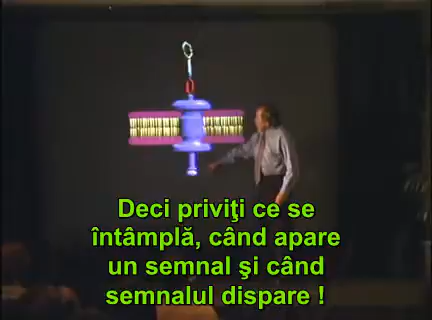 Deci priviţi ce se
întâmplă, când apare
un semnal şi când
semnalul dispare !